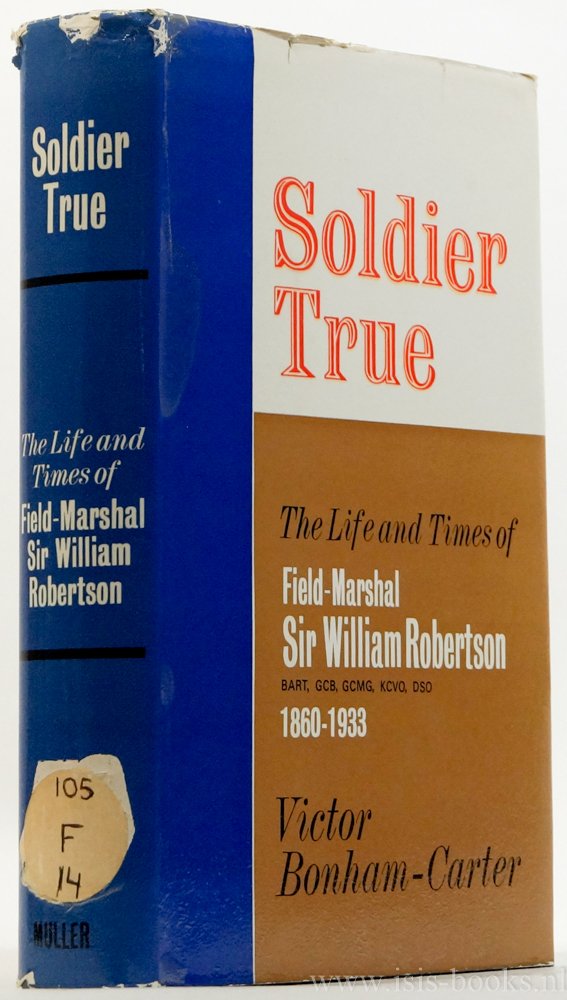 Soldier
True
The Life and
Times of
Field-Marshal
Sir William
Robertson
105
F
14
MULLER
Soldier
True
The Life and Times of
Field-Marshal
Sir William Robertson
BART, GCB, GCMG, KCVO, DSO
1860-1933
Victor
Bonham-Carter
www.isis-books.nl